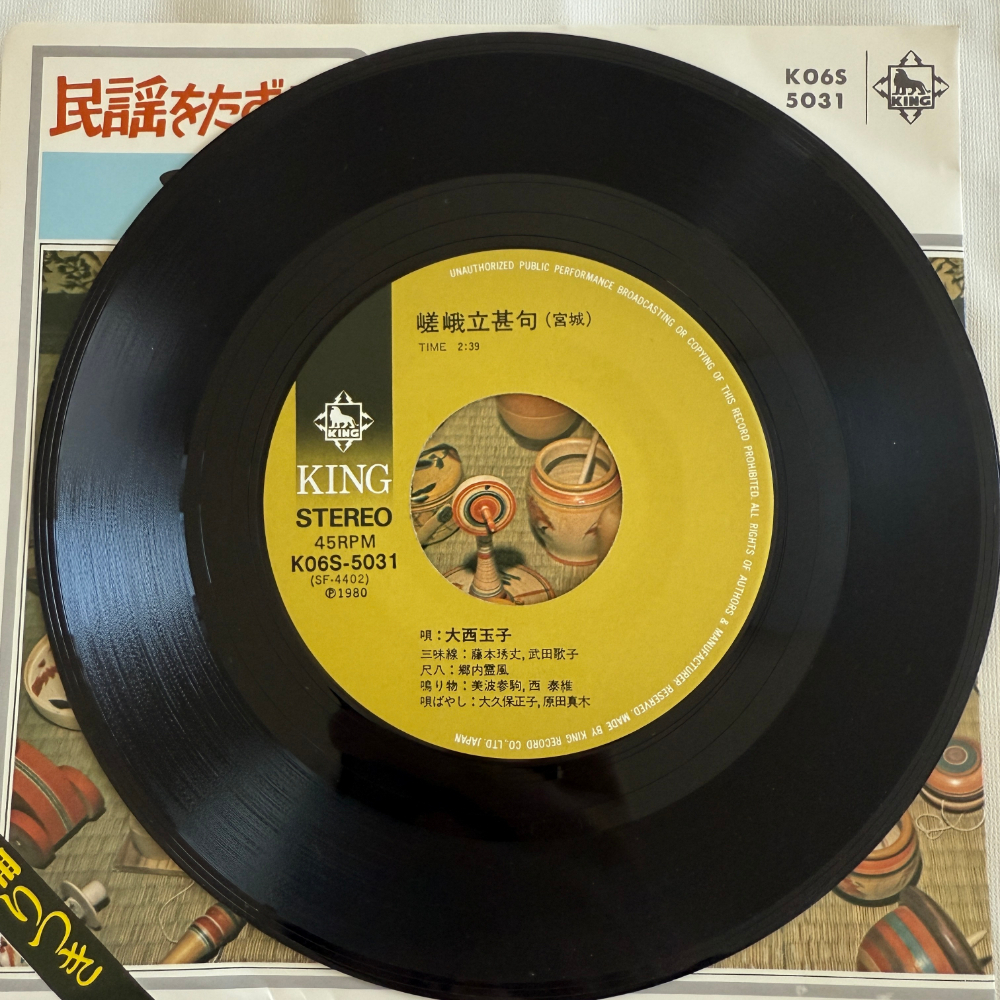 民謡をたず
K06S
5031
KING
嵯峨立甚句(宮城)
TIME 2:39
KING
KING
STEREO
45RPM
K06S-5031
(SF-4402)
Ⓟ1980
唄:大西玉子
三味線:藤本琇丈,武田歌子
尺八:郷内霊風
鳴り物:美波参駒,西 泰維
唄ばやし:大久保正子,原田真木
UNAUTHORIZED PUBLIC PERFORMANCE BROADCASTING OR COPYING OF THIS RECORD PROHIBITED. ALL RIGHTS OF AUTHORS & MANUFACTURER RESERVED. MADE BY KING RECORD CO.,LTD. JAPAN